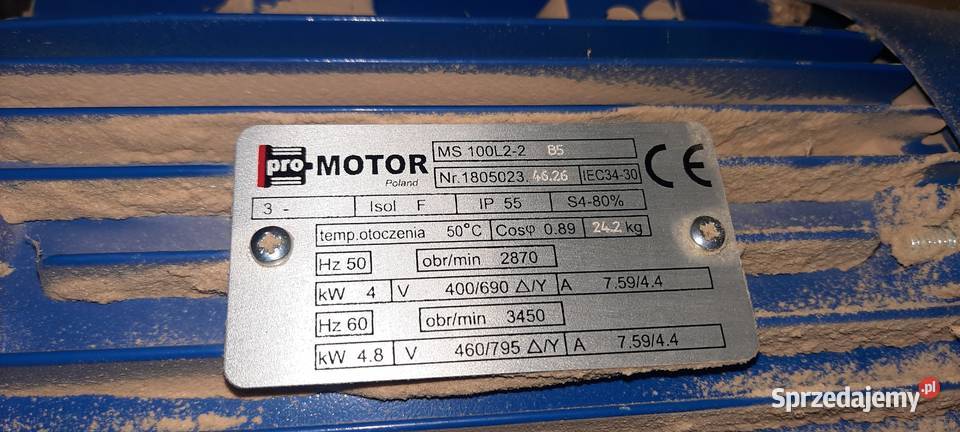 pro-MOTOR
Poland
MS 100L2-2 B5
Nr.1805023.4626 IEC34-30
CE
3 - Isol F IP 55 S4-80%
temp.otoczenia 50°C Cosφ 0.89 24.2 kg
Hz 50 obr/min 2870
kW 4 V 400/690 △/Y A 7.59/4.4
Hz 60 obr/min 3450
kW 4.8 V 460/795 △/Y A 7.59/4.4
Sprzedajemy.pl